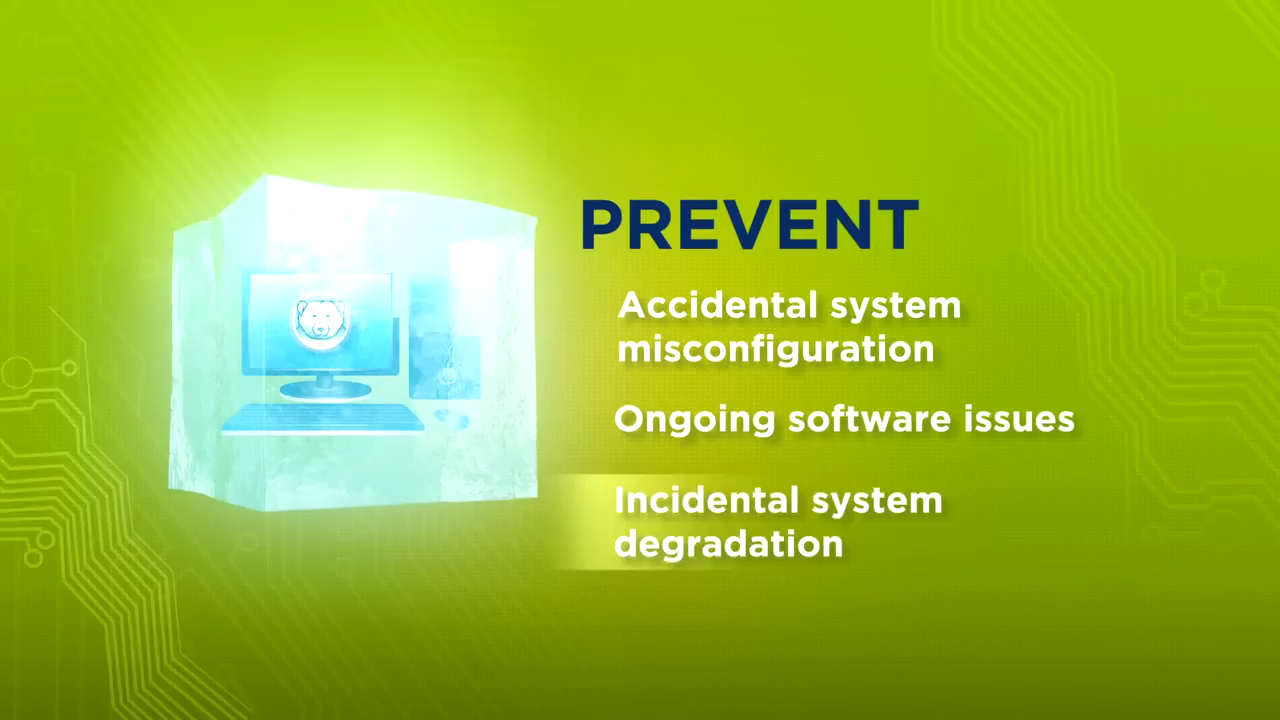 PREVENT
Accidental system
misconfiguration
Ongoing software issues
Incidental system
degradation